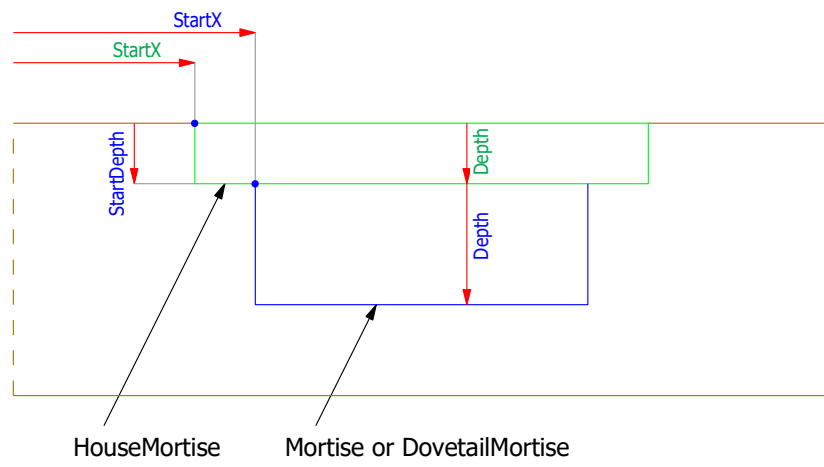 StartX
StartX
StartDepth
Depth
Depth
HouseMortise
Mortise or DovetailMortise